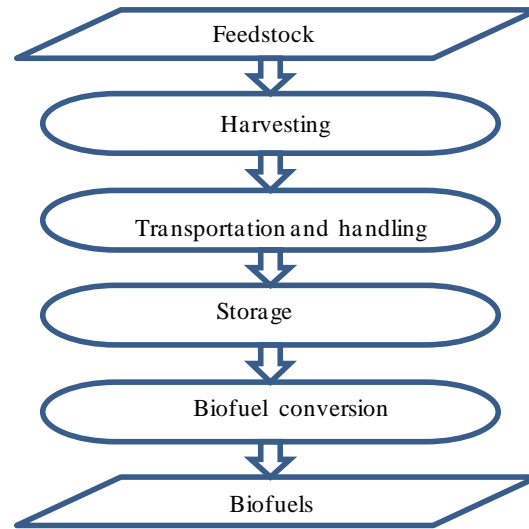 Feedstock
Harvesting
Transportation and handling
Storage
Biofuel conversion
Biofuels